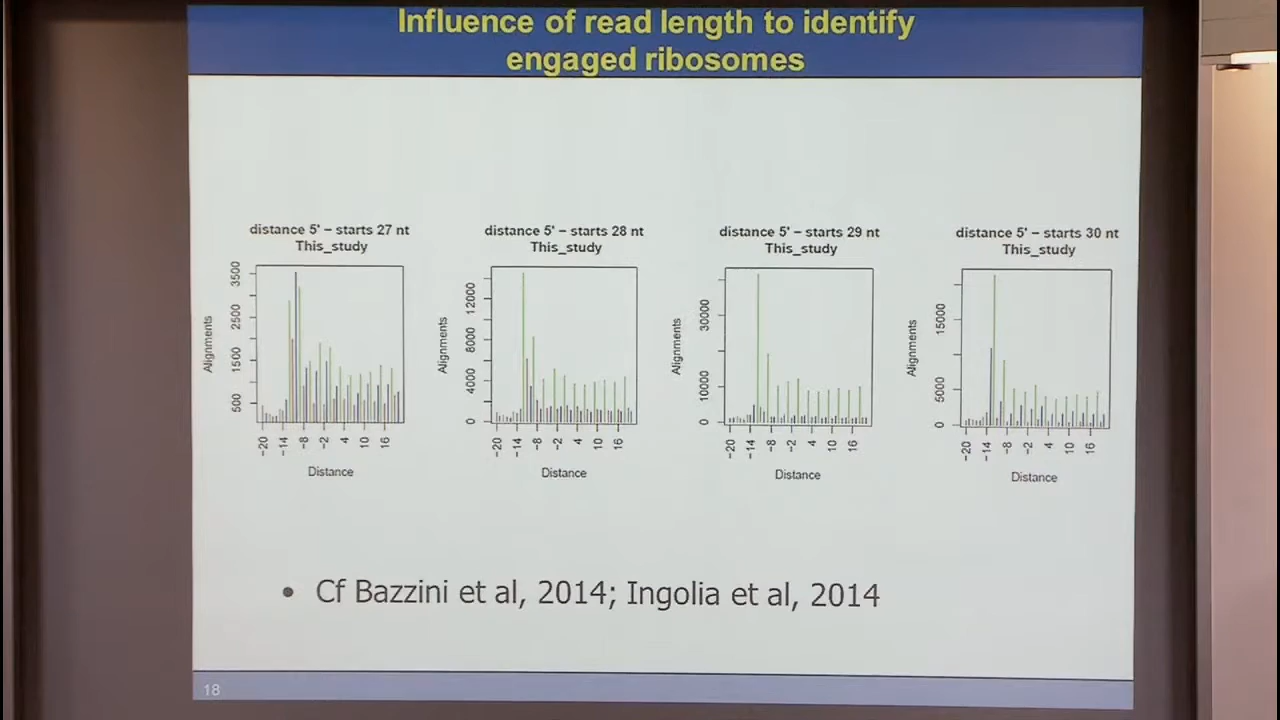 Influence of read length to identify
engaged ribosomes
distance 5' – starts 27 nt
This_study
Alignments
500 1500 2500 3500
−20 −14 −8 −2 4 10 16
Distance
distance 5' – starts 28 nt
This_study
Alignments
0 4000 8000 12000
−20 −14 −8 −2 4 10 16
Distance
distance 5' – starts 29 nt
This_study
Alignments
0 10000 30000
−20 −14 −8 −2 4 10 16
Distance
distance 5' – starts 30 nt
This_study
Alignments
0 5000 15000
−20 −14 −8 −2 4 10 16
Distance
• Cf Bazzini et al, 2014; Ingolia et al, 2014
18